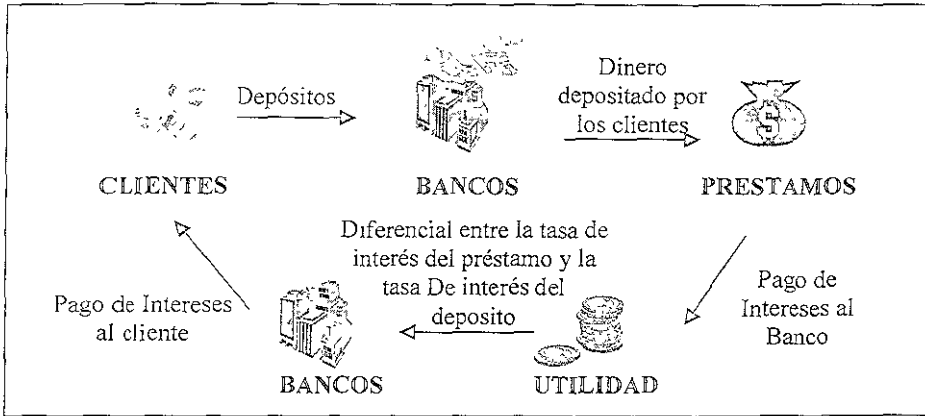 Depósitos
Dinero
depositado por
los clientes
$
CLIENTES
BANCOS
PRESTAMOS
Diferencial entre la tasa de
interés del préstamo y la
tasa De interés del
deposito
Pago de Intereses
al cliente
Pago de
Intereses al
Banco
BANCOS
UTILIDAD